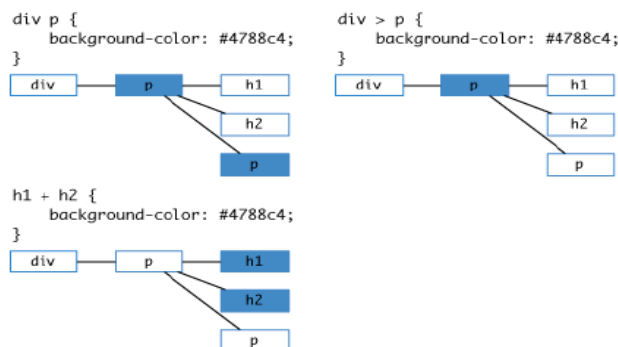 div p {
    background-color: #4788c4;
}
div p h1
h2
p
div > p {
    background-color: #4788c4;
}
div p h1
h2
p
h1 + h2 {
    background-color: #4788c4;
}
div p h1
h2
p